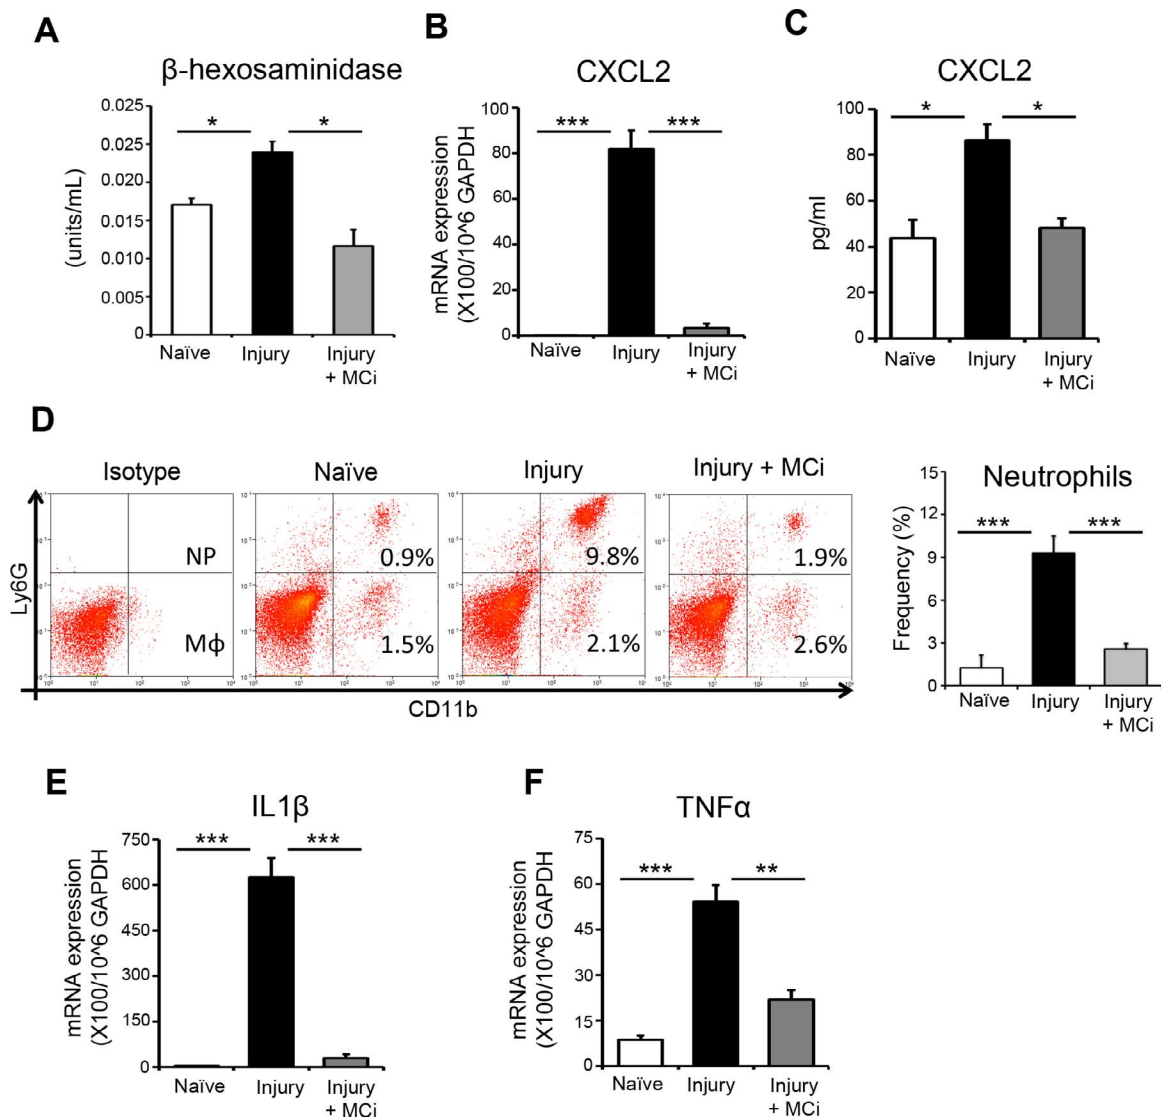 A
β-hexosaminidase
(units/mL)
0.025
0.025
0.020
0.015
0.010
0.005
0
*
*
Naïve
Injury
Injury
+ MCi
B
CXCL2
mRNA expression
(X100/10^6 GAPDH
100
80
60
40
20
0
***
***
Naïve
Injury
Injury
+ MCi
C
CXCL2
pg/ml
100
80
60
40
20
0
*
*
Naïve
Injury
Injury
+ MCi
D
Isotype
Naïve
Injury
Injury + MCi
Ly6G
NP
Mϕ
0.9%
1.5%
9.8%
2.1%
1.9%
2.6%
CD11b
Neutrophils
Frequency (%)
15
12
9
6
3
0
***
***
Naïve
Injury
Injury
+ MCi
E
IL1β
mRNA expression
(X100/10^6 GAPDH
750
600
450
300
150
0
***
***
Naïve
Injury
Injury
+ MCi
F
TNFα
mRNA expression
(X100/10^6 GAPDH
75
60
45
30
15
0
***
**
Naïve
Injury
Injury
+ MCi